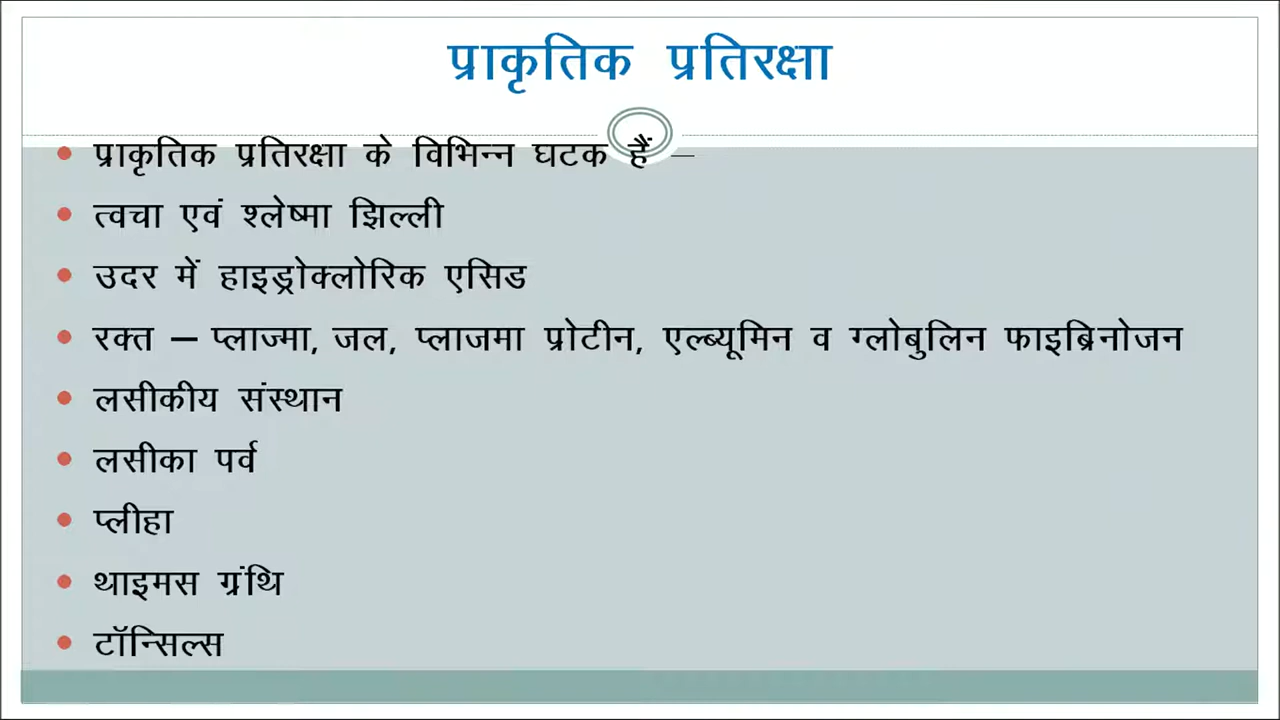 प्राकृतिक प्रतिरक्षा
प्राकृतिक प्रतिरक्षा के विभिन्न घटक हैं –
त्वचा एवं श्लेष्मा झिल्ली
उदर में हाइड्रोक्लोरिक एसिड
रक्त – प्लाज्मा, जल, प्लाजमा प्रोटीन, एल्ब्यूमिन व ग्लोबुलिन फाइब्रिनोजन
लसीकीय संस्थान
लसीका पर्व
प्लीहा
थाइमस ग्रंथि
टॉन्सिल्स